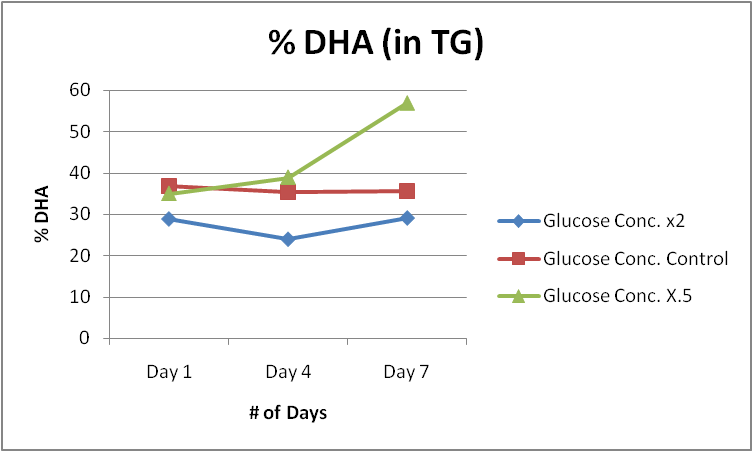 % DHA (in TG)
60
50
40
30
20
10
0
% DHA
Day 1
Day 4
Day 7
# of Days
Glucose Conc. x2
Glucose Conc. Control
Glucose Conc. X.5